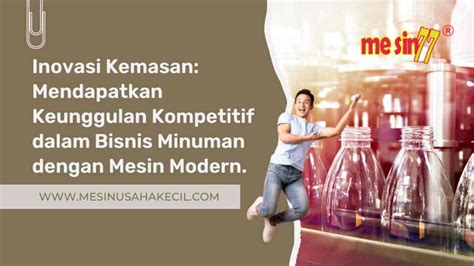 Inovasi Kemasan:
Mendapatkan
Keunggulan Kompetitif
dalam Bisnis Minuman
dengan Mesin Modern.
WWW.MESINUSAHAKECIL.COM
mesin77®